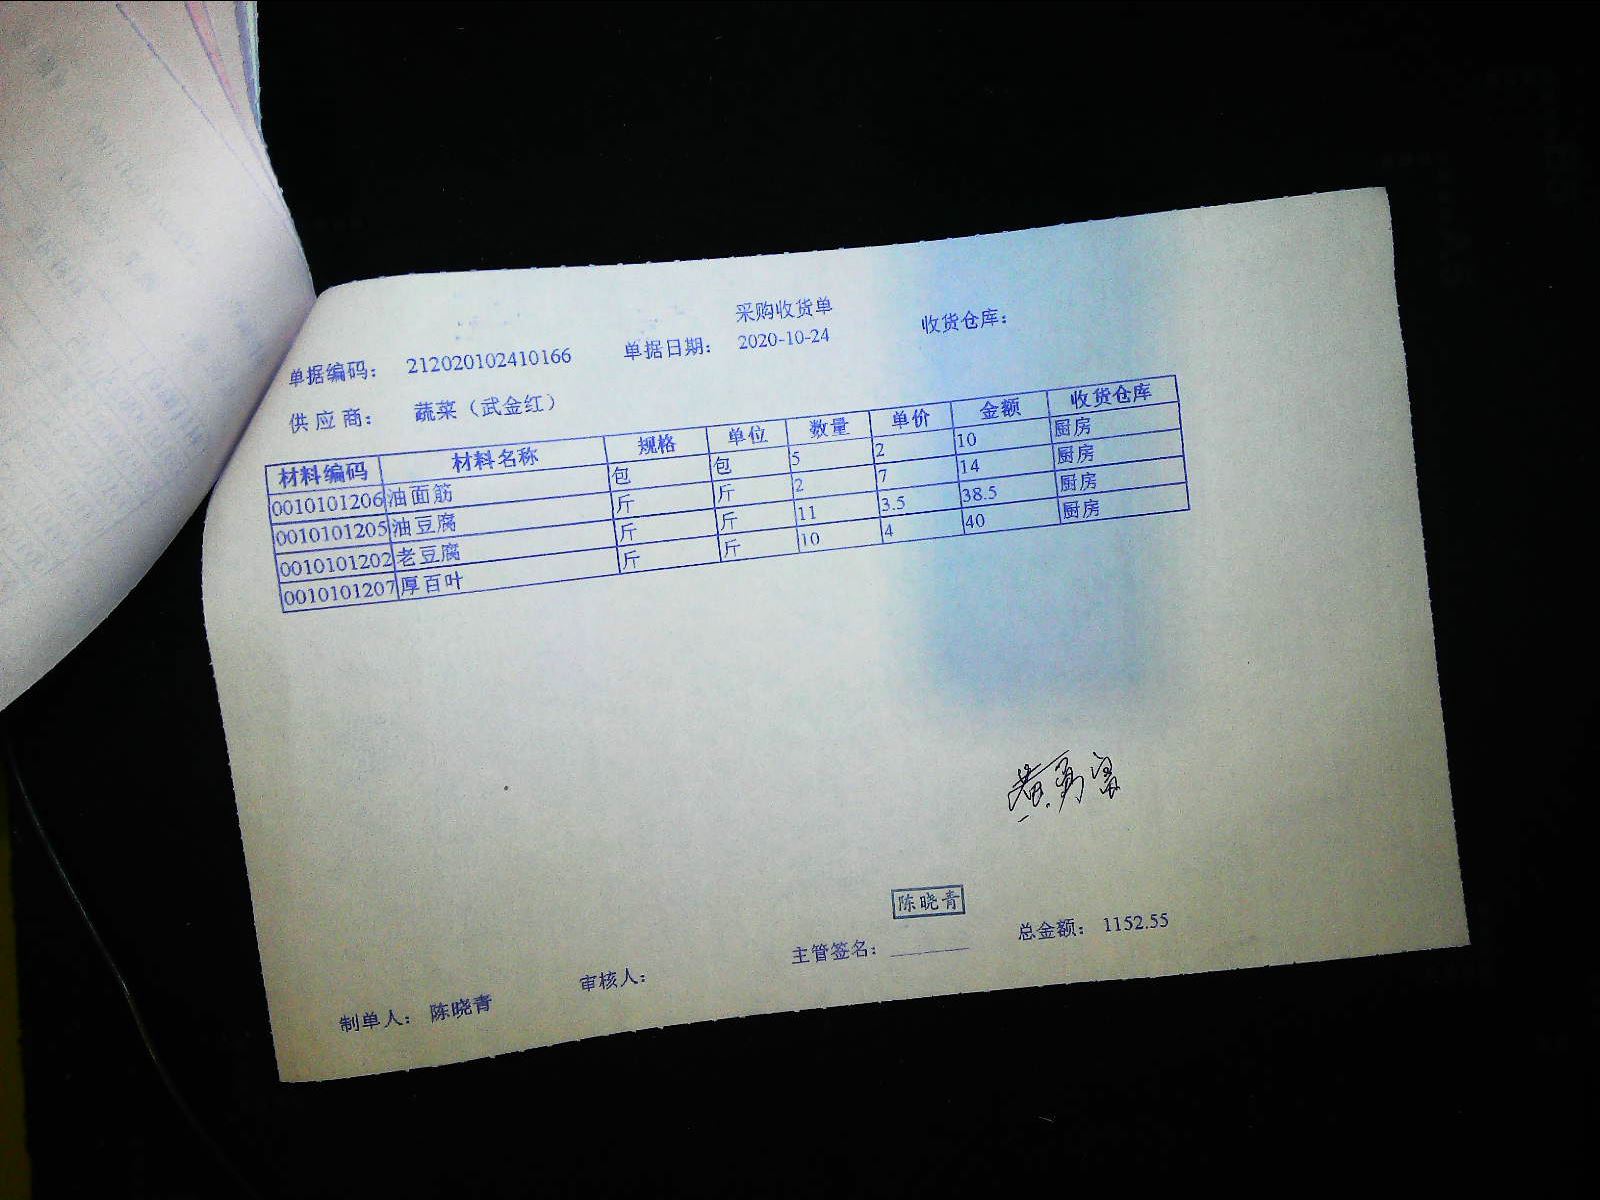 采购收货单
单据编码： 212020102410166 单据日期： 2020-10-24 收货仓库：
供应商： 蔬菜（武金红）
材料编码 材料名称 规格 单位 数量 单价 金额 收货仓库
0010101206 油面筋 包 包 5 2 10 厨房
0010101205 油豆腐 斤 斤 2 7 14 厨房
0010101202 老豆腐 斤 斤 11 3.5 38.5 厨房
0010101207 厚百叶 斤 斤 10 4 40 厨房
黄勇富
陈晓青
制单人： 陈晓青 审核人： 主管签名： 总金额： 1152.55